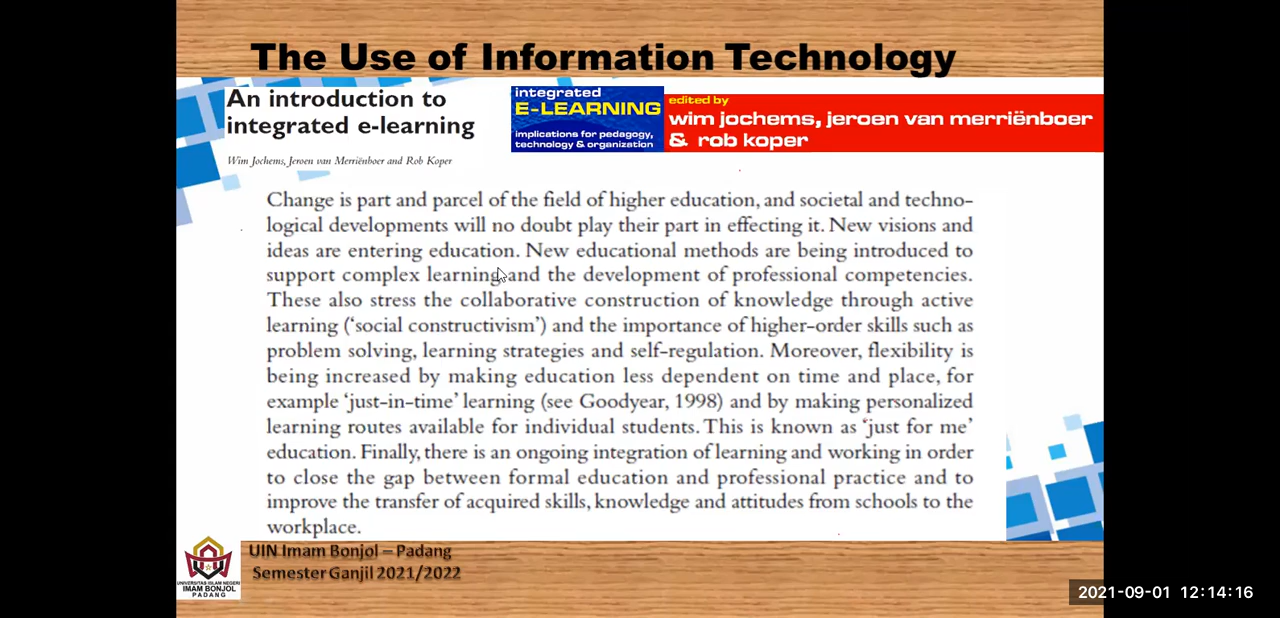 The Use of Information Technology
An introduction to
integrated e-learning
Wim Jochems, Jeroen van Merriënboer and Rob Koper
integrated
E-LEARNING
implications for pedagogy,
technology & organization
edited by
wim jochems, jeroen van merriënboer
& rob koper
Change is part and parcel of the field of higher education, and societal and techno-
logical developments will no doubt play their part in effecting it. New visions and
ideas are entering education. New educational methods are being introduced to
support complex learning and the development of professional competencies.
These also stress the collaborative construction of knowledge through active
learning (‘social constructivism’) and the importance of higher-order skills such as
problem solving, learning strategies and self-regulation. Moreover, flexibility is
being increased by making education less dependent on time and place, for
example ‘just-in-time’ learning (see Goodyear, 1998) and by making personalized
learning routes available for individual students. This is known as ‘just for me’
education. Finally, there is an ongoing integration of learning and working in order
to close the gap between formal education and professional practice and to
improve the transfer of acquired skills, knowledge and attitudes from schools to the
workplace.
UIN Imam Bonjol – Padang
Semester Ganjil 2021/2022
UNIVERSITAS ISLAM NEGERI
IMAM BONJOL
PADANG
2021-09-01 12:14:16